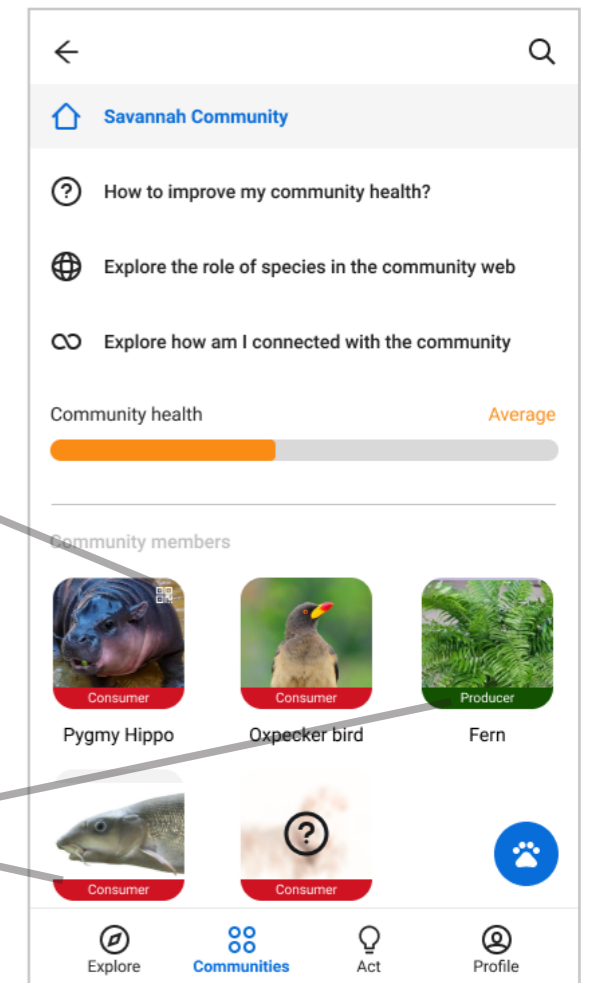 Savannah Community
How to improve my community health?
Explore the role of species in the community web
Explore how am I connected with the community
Community health Average
Community members
Consumer Consumer Producer
Pygmy Hippo Oxpecker bird Fern
Consumer Consumer
Explore Communities Act Profile